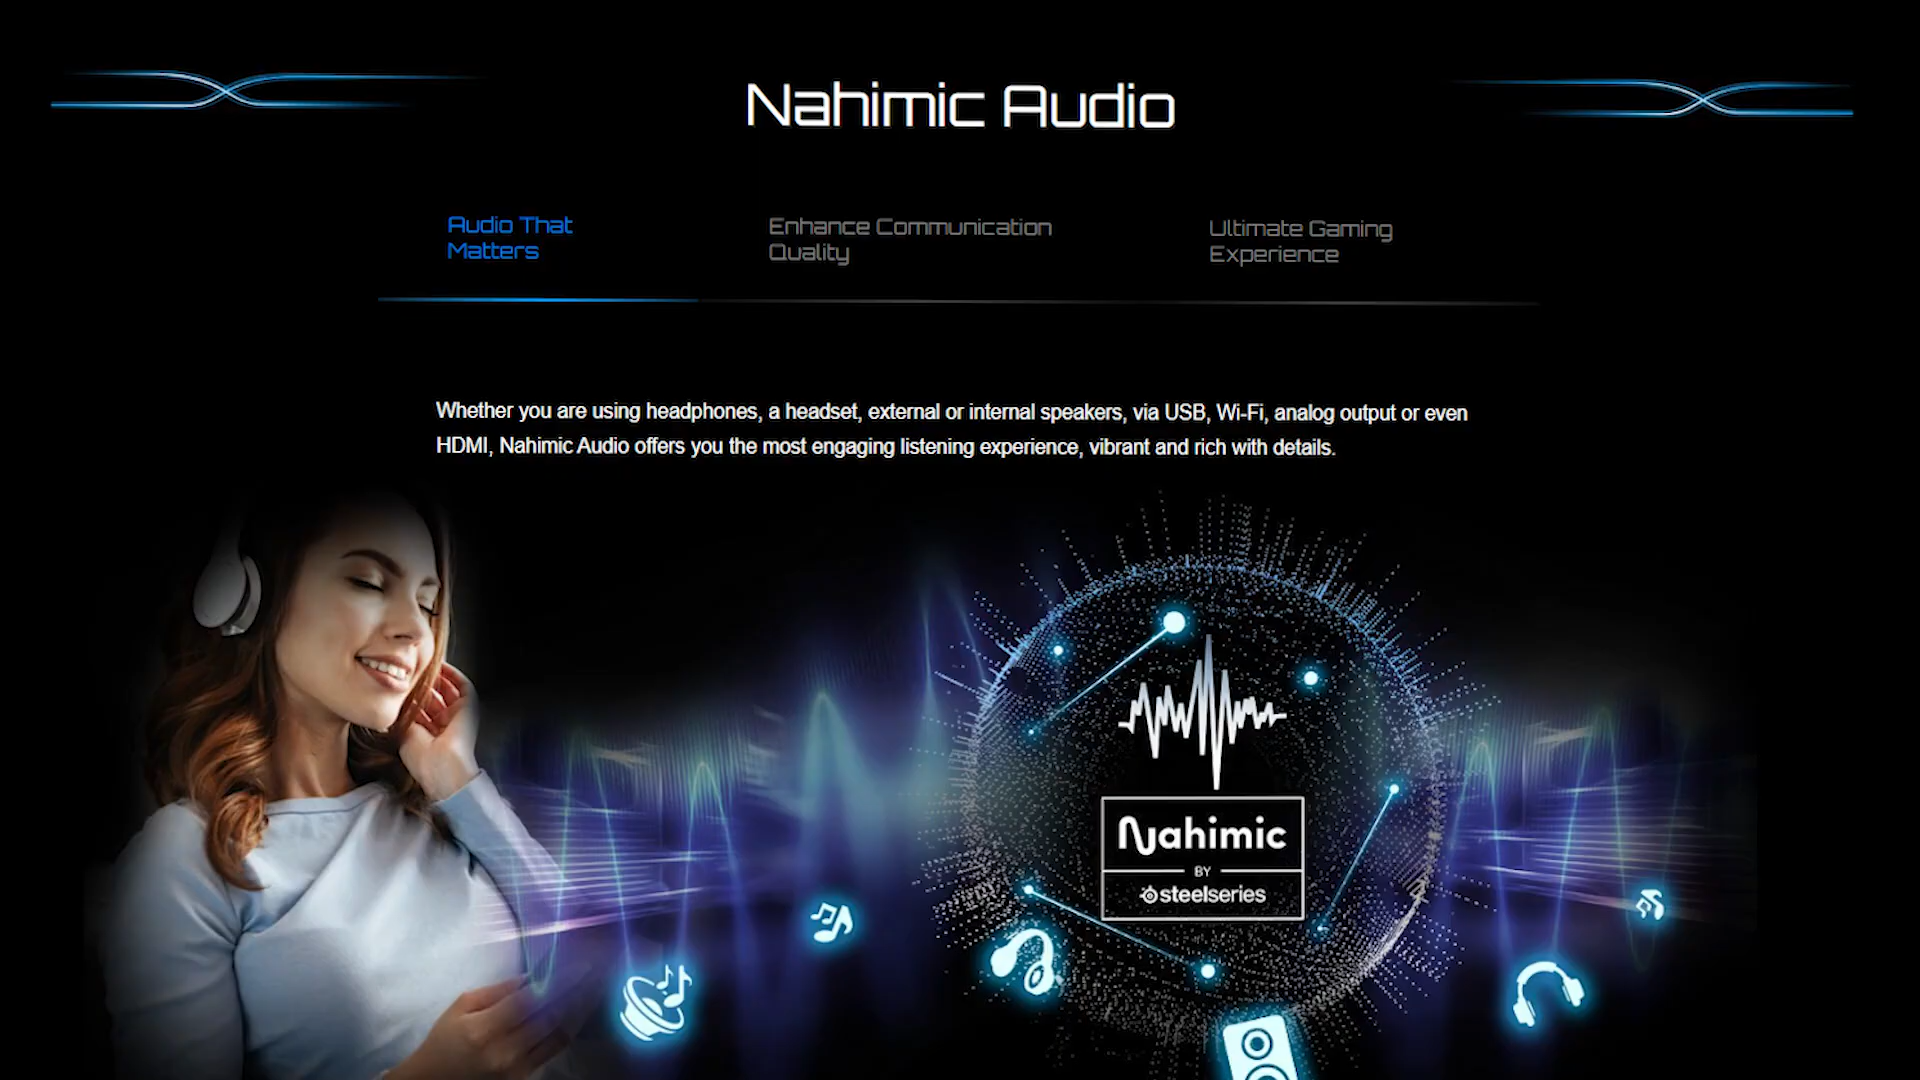 Nahimic Audio
Audio That
Matters
Enhance Communication
Quality
Ultimate Gaming
Experience
Whether you are using headphones, a headset, external or internal speakers, via USB, Wi-Fi, analog output or even
HDMI, Nahimic Audio offers you the most engaging listening experience, vibrant and rich with details.
Nahimic
BY
steelseries